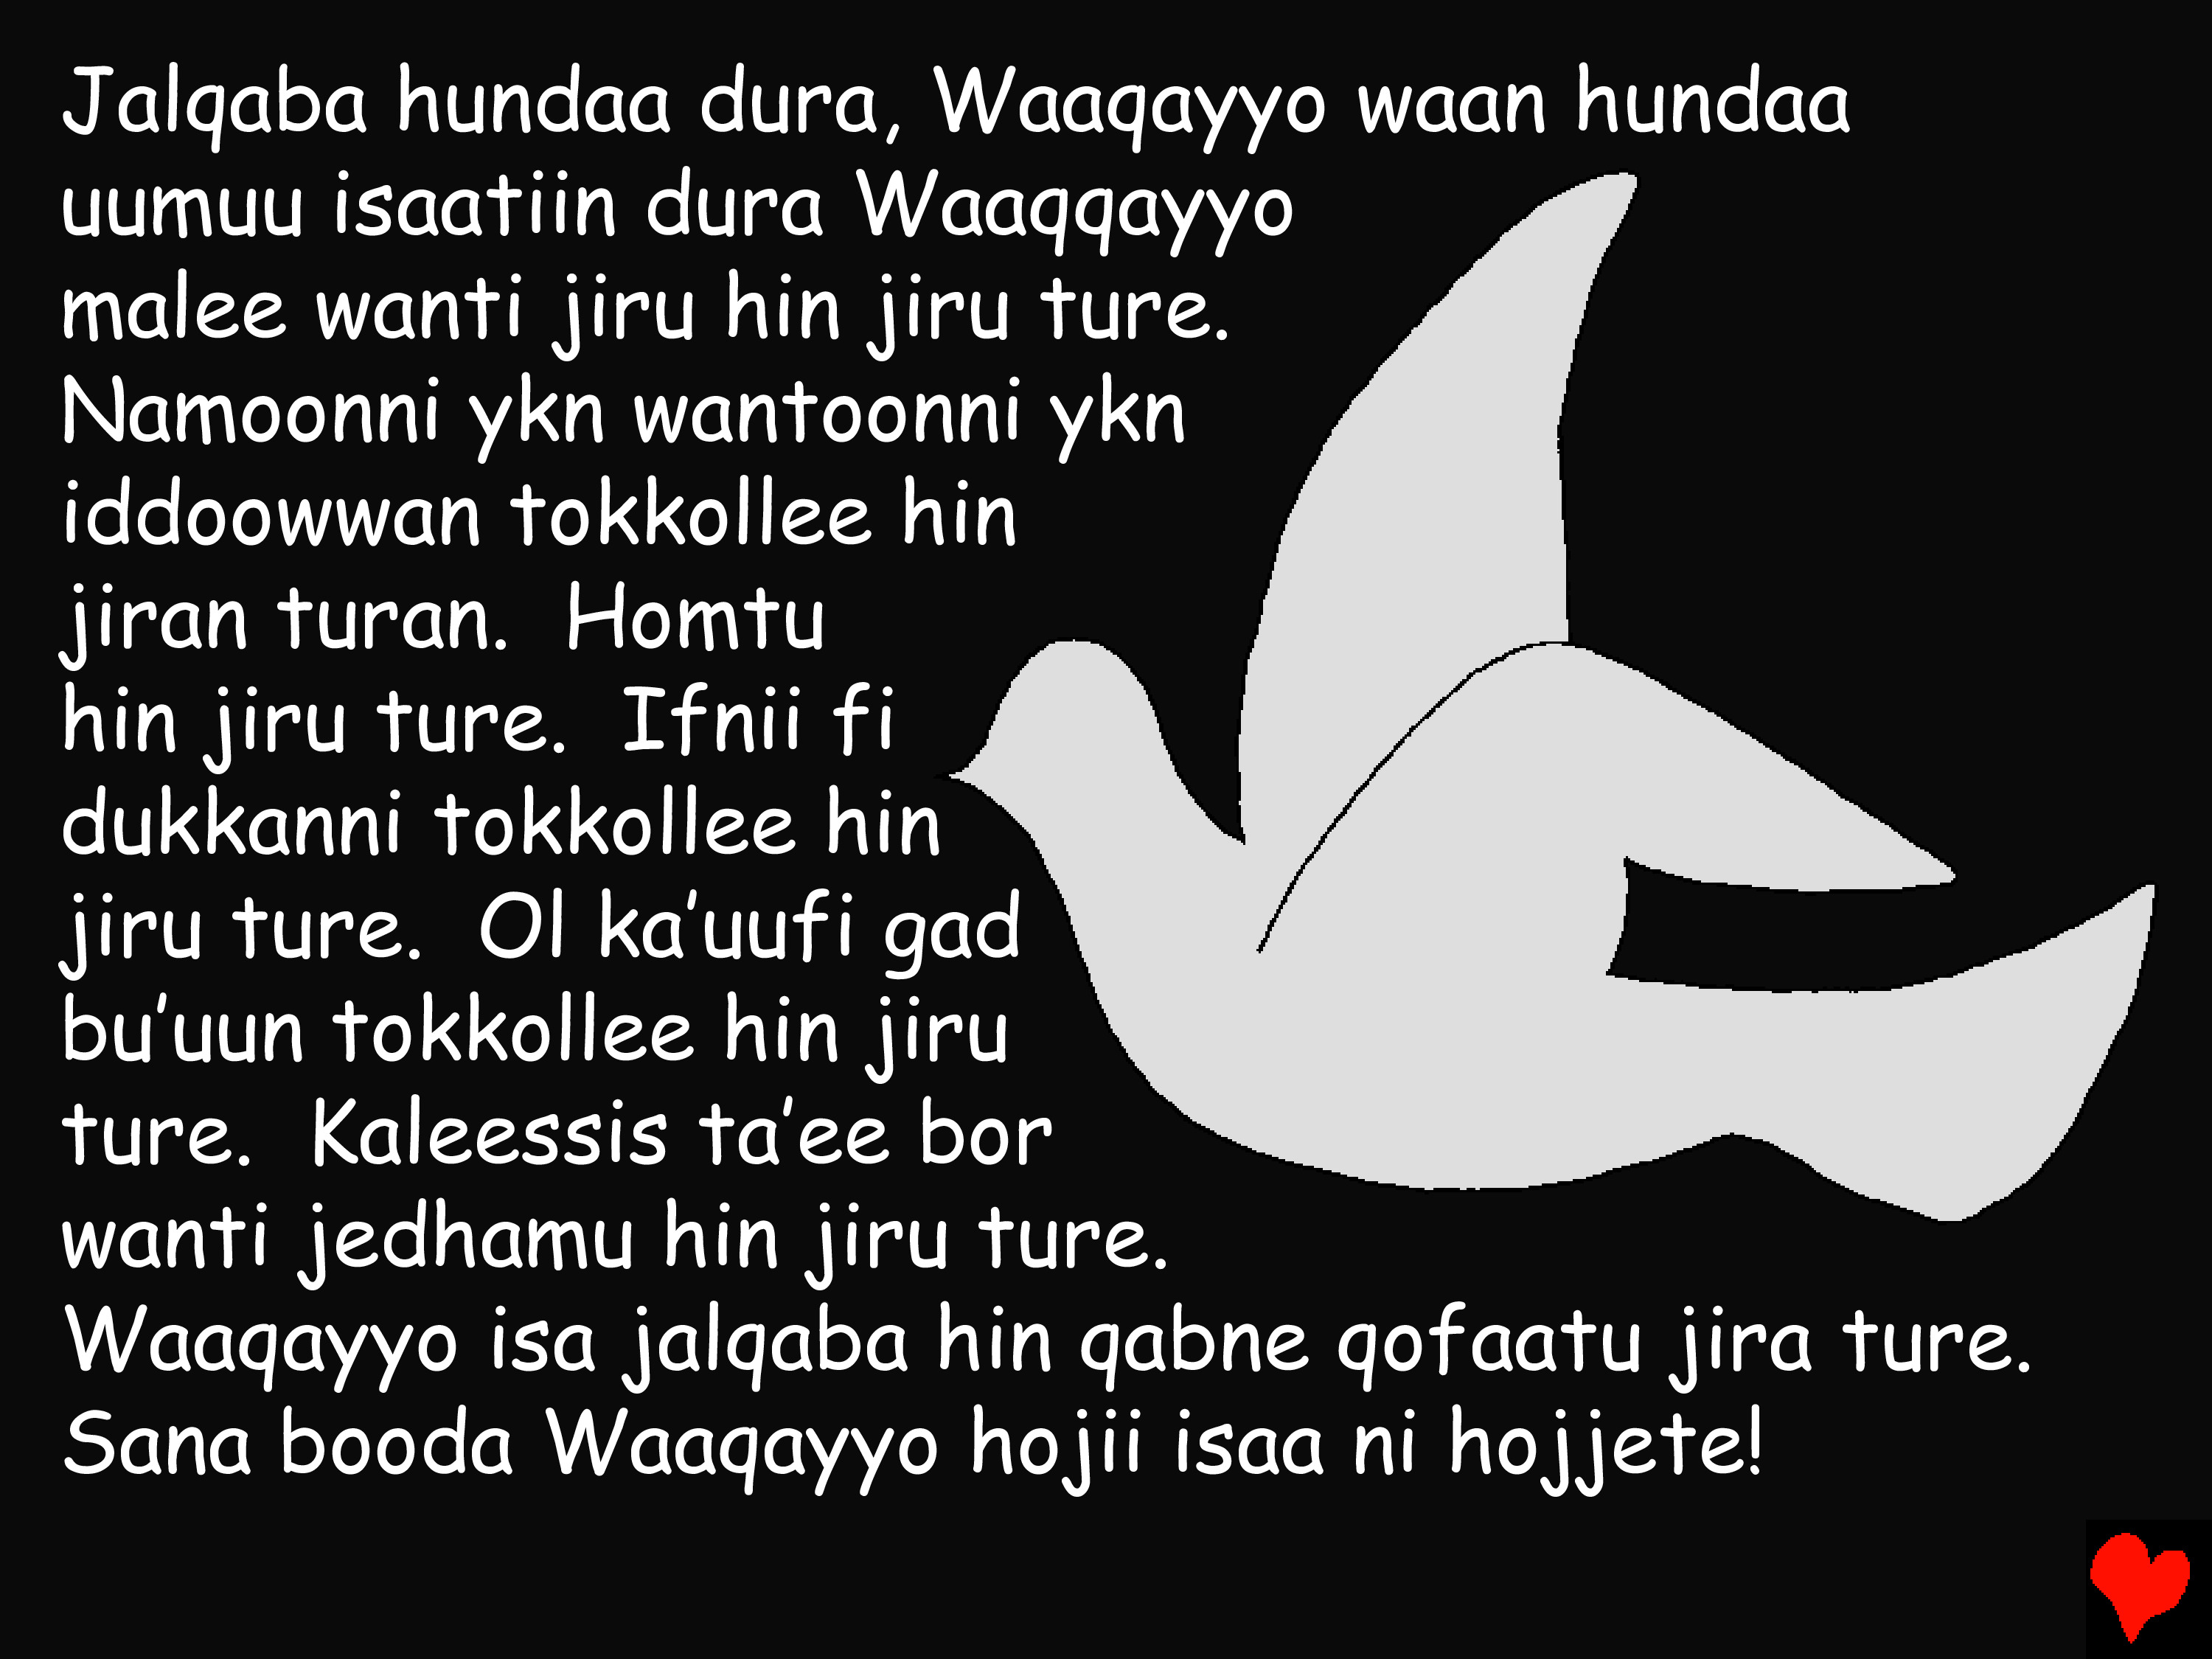 Jalqaba hundaa dura, Waaqayyo waan hundaa
uumuu isaatiin dura Waaqqayyo
malee wanti jiru hin jiru ture.
Namoonni ykn wantoonni ykn
iddoowwan tokkollee hin
jiran turan. Homtu
hin jiru ture. Ifnii fi
dukkanni tokkollee hin
jiru ture. Ol ka'uufi gad
bu'uun tokkollee hin jiru
ture. Kaleessis ta'ee bor
wanti jedhamu hin jiru ture.
Waaqayyo isa jalqaba hin qabne qofaatu jira ture.
Sana booda Waaqayyo hojii isaa ni hojjete!